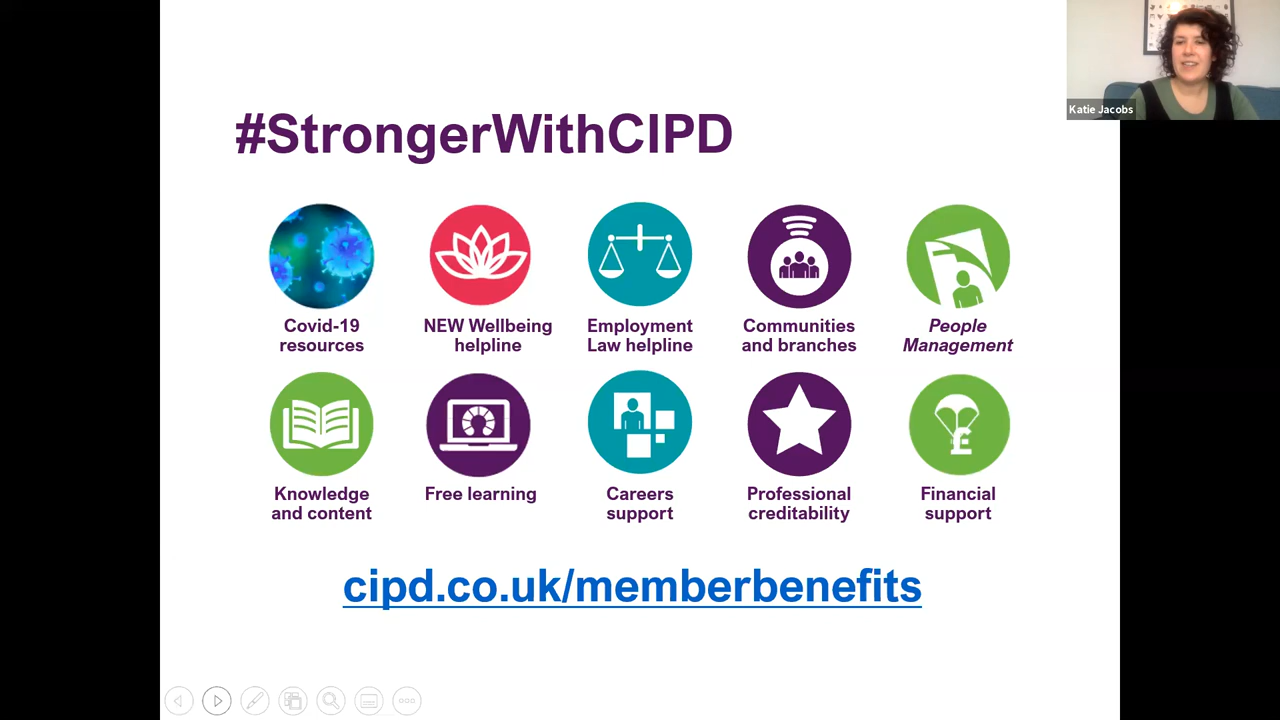 Katie Jacobs
#StrongerWithCIPD
Covid-19
resources
NEW Wellbeing
helpline
Employment
Law helpline
Communities
and branches
People
Management
Knowledge
and content
Free learning
Careers
support
Professional
creditability
£
Financial
support
cipd.co.uk/memberbenefits